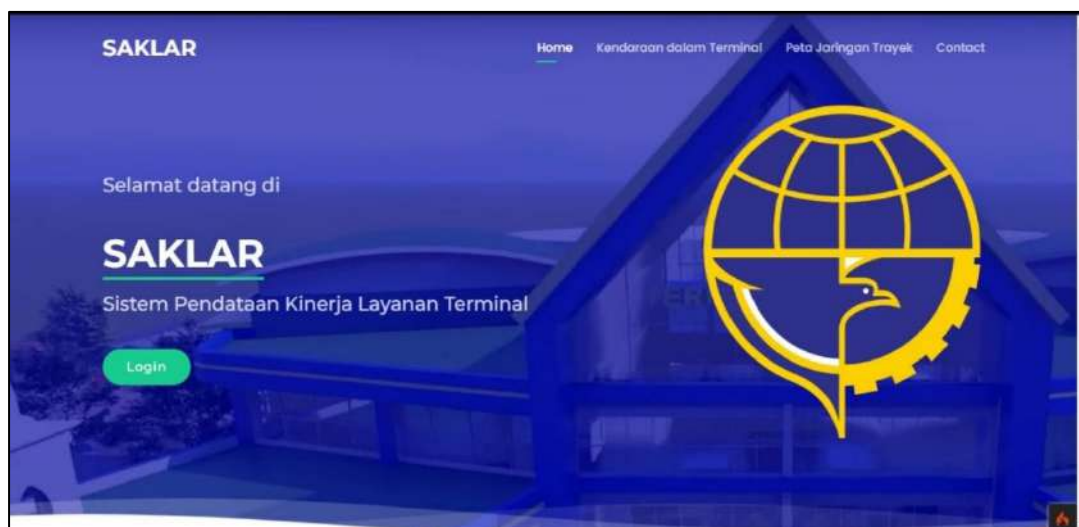 SAKLAR
Home Kendaraan dalam Terminal Peta Jaringan Trayek Contact
Selamat datang di
SAKLAR
Sistem Pendataan Kinerja Layanan Terminal
Login